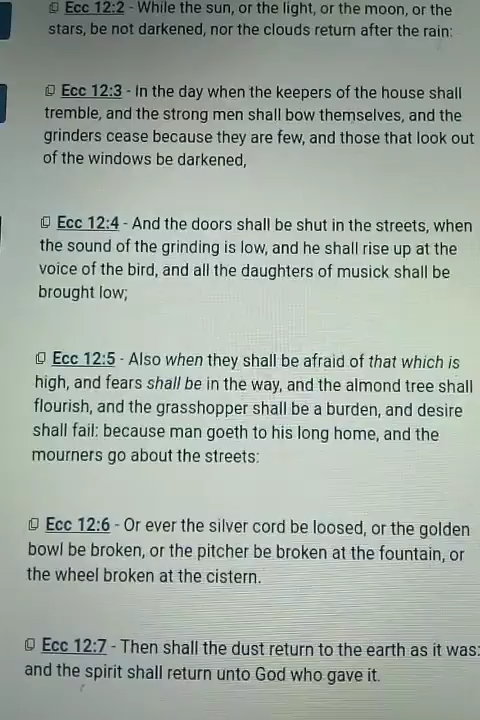 Ecc 12:2 - While the sun, or the light, or the moon, or the
stars, be not darkened, nor the clouds return after the rain:
Ecc 12:3 - In the day when the keepers of the house shall
tremble, and the strong men shall bow themselves, and the
grinders cease because they are few, and those that look out
of the windows be darkened,
Ecc 12:4 - And the doors shall be shut in the streets, when
the sound of the grinding is low, and he shall rise up at the
voice of the bird, and all the daughters of musick shall be
brought low;
Ecc 12:5 - Also when they shall be afraid of that which is
high, and fears shall be in the way, and the almond tree shall
flourish, and the grasshopper shall be a burden, and desire
shall fail: because man goeth to his long home, and the
mourners go about the streets:
Ecc 12:6 - Or ever the silver cord be loosed, or the golden
bowl be broken, or the pitcher be broken at the fountain, or
the wheel broken at the cistern.
Ecc 12:7 - Then shall the dust return to the earth as it was:
and the spirit shall return unto God who gave it.